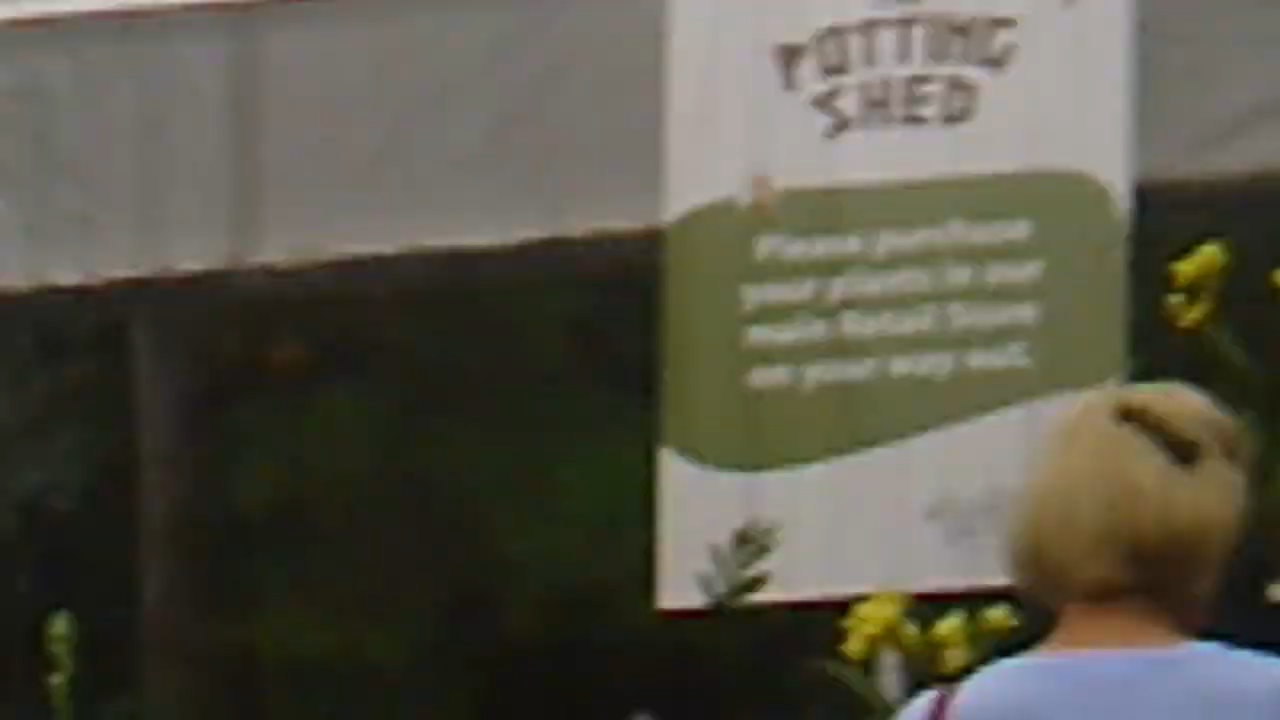 POTTING
SHED
Please purchase
your plants in our
main Retail Store
on your way out.